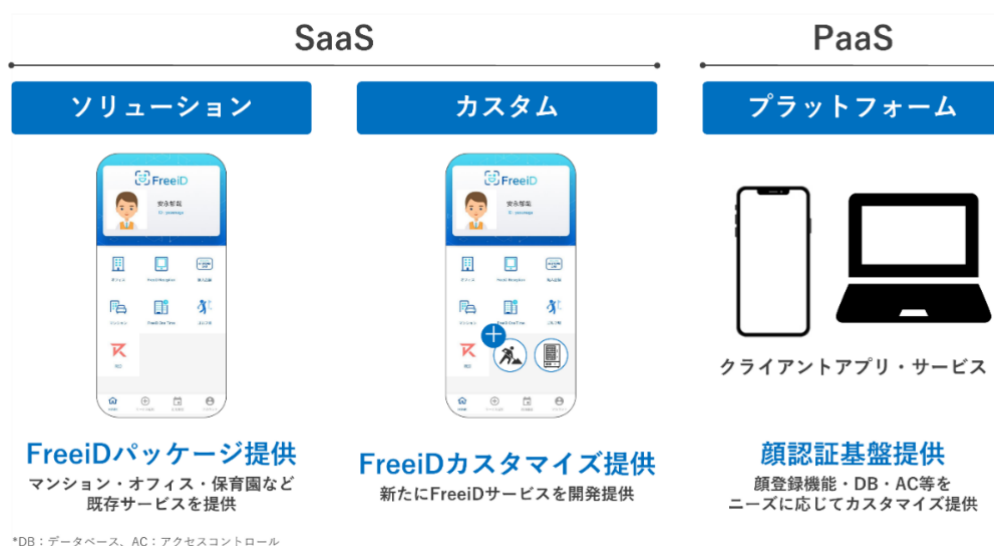 SaaS
PaaS
ソリューション
カスタム
プラットフォーム
FreeiD
FreeiD
クライアントアプリ・サービス
FreeiDパッケージ提供
マンション・オフィス・保育園など
既存サービスを提供
FreeiDカスタマイズ提供
新たにFreeiDサービスを開発提供
顔認証基盤提供
顔登録機能・DB・AC等を
ニーズに応じてカスタマイズ提供
*DB：データベース、AC：アクセスコントロール